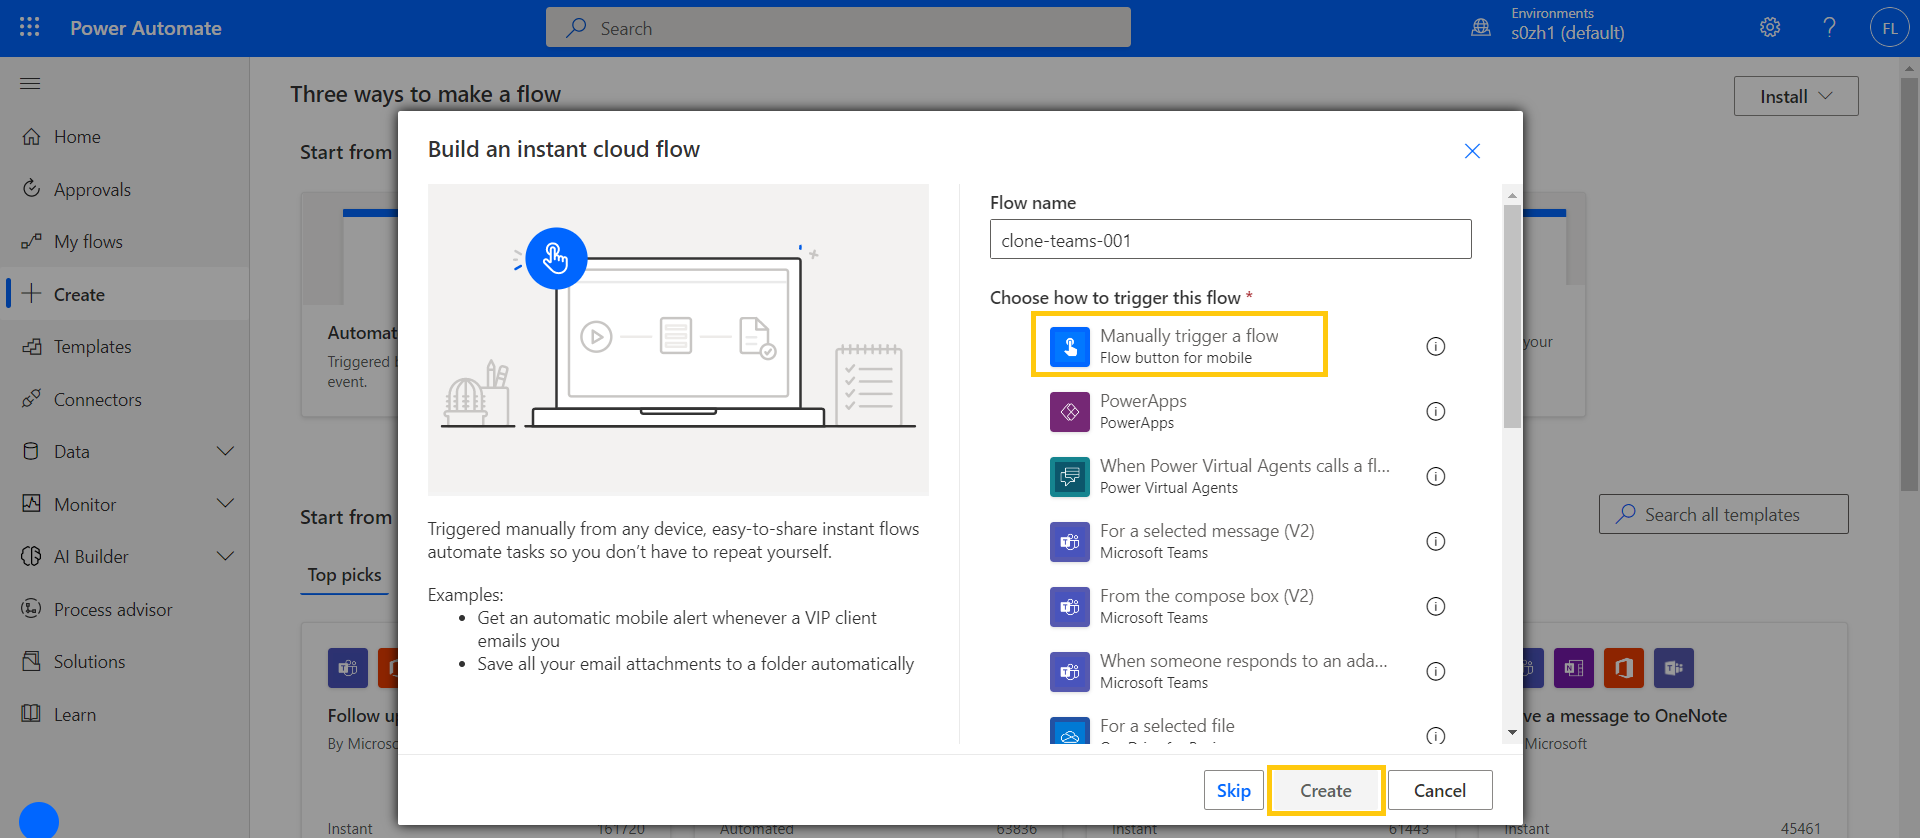 Power Automate
Search
Environments
s0zh1 (default)
?
FL
Three ways to make a flow
Install
Home
Approvals
My flows
Create
Templates
Connectors
Data
Monitor
AI Builder
Process advisor
Solutions
Learn
Start from
Automat
Triggered
event.
your
Start from
Search all templates
Top picks
Follow up
By Microso
ve a message to OneNote
Microsoft
Instant
161720
Automated
63836
Instant
61443
Instant
45461
Build an instant cloud flow
Triggered manually from any device, easy-to-share instant flows
automate tasks so you don’t have to repeat yourself.
Examples:
• Get an automatic mobile alert whenever a VIP client
emails you
• Save all your email attachments to a folder automatically
Flow name
clone-teams-001
Choose how to trigger this flow *
Manually trigger a flow
Flow button for mobile
PowerApps
PowerApps
When Power Virtual Agents calls a fl...
Power Virtual Agents
For a selected message (V2)
Microsoft Teams
From the compose box (V2)
Microsoft Teams
When someone responds to an ada...
Microsoft Teams
For a selected file
Skip
Create
Cancel